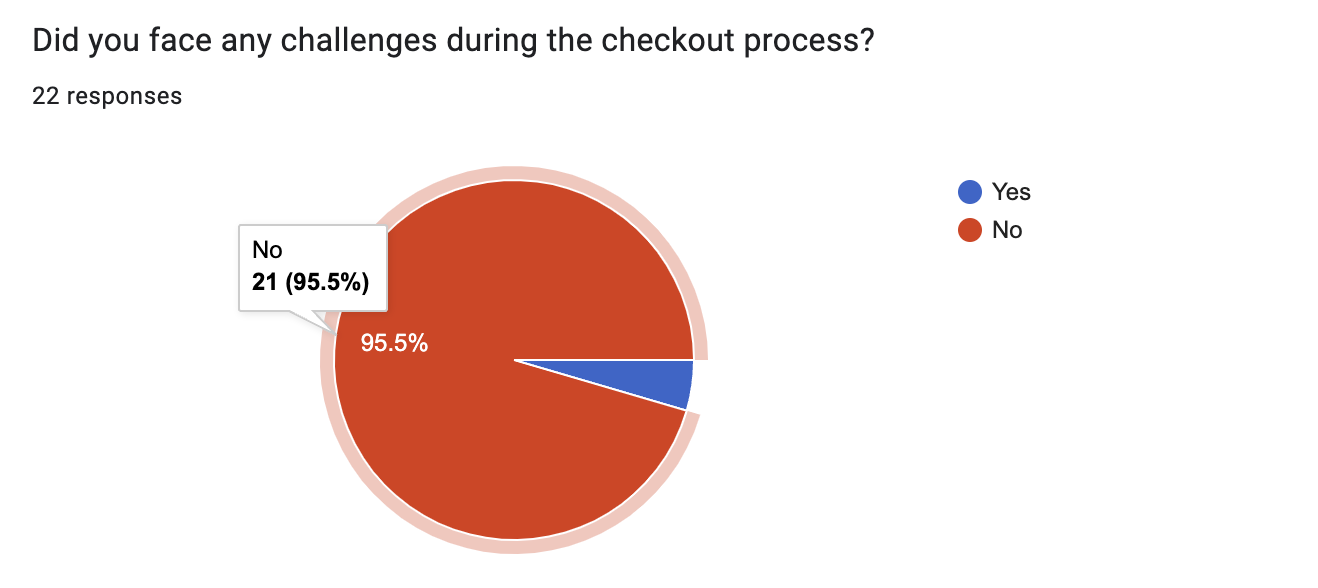 Did you face any challenges during the checkout process?
22 responses
No
21 (95.5%)
95.5%
Yes
No